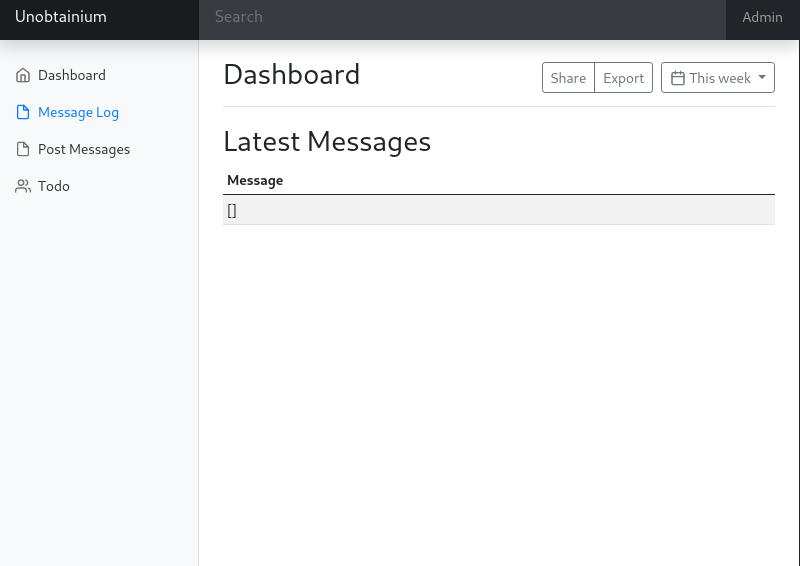 Unobtainium
Search
Admin
Dashboard
Message Log
Post Messages
Todo
Dashboard
Share
Export
This week
Latest Messages
Message
[]